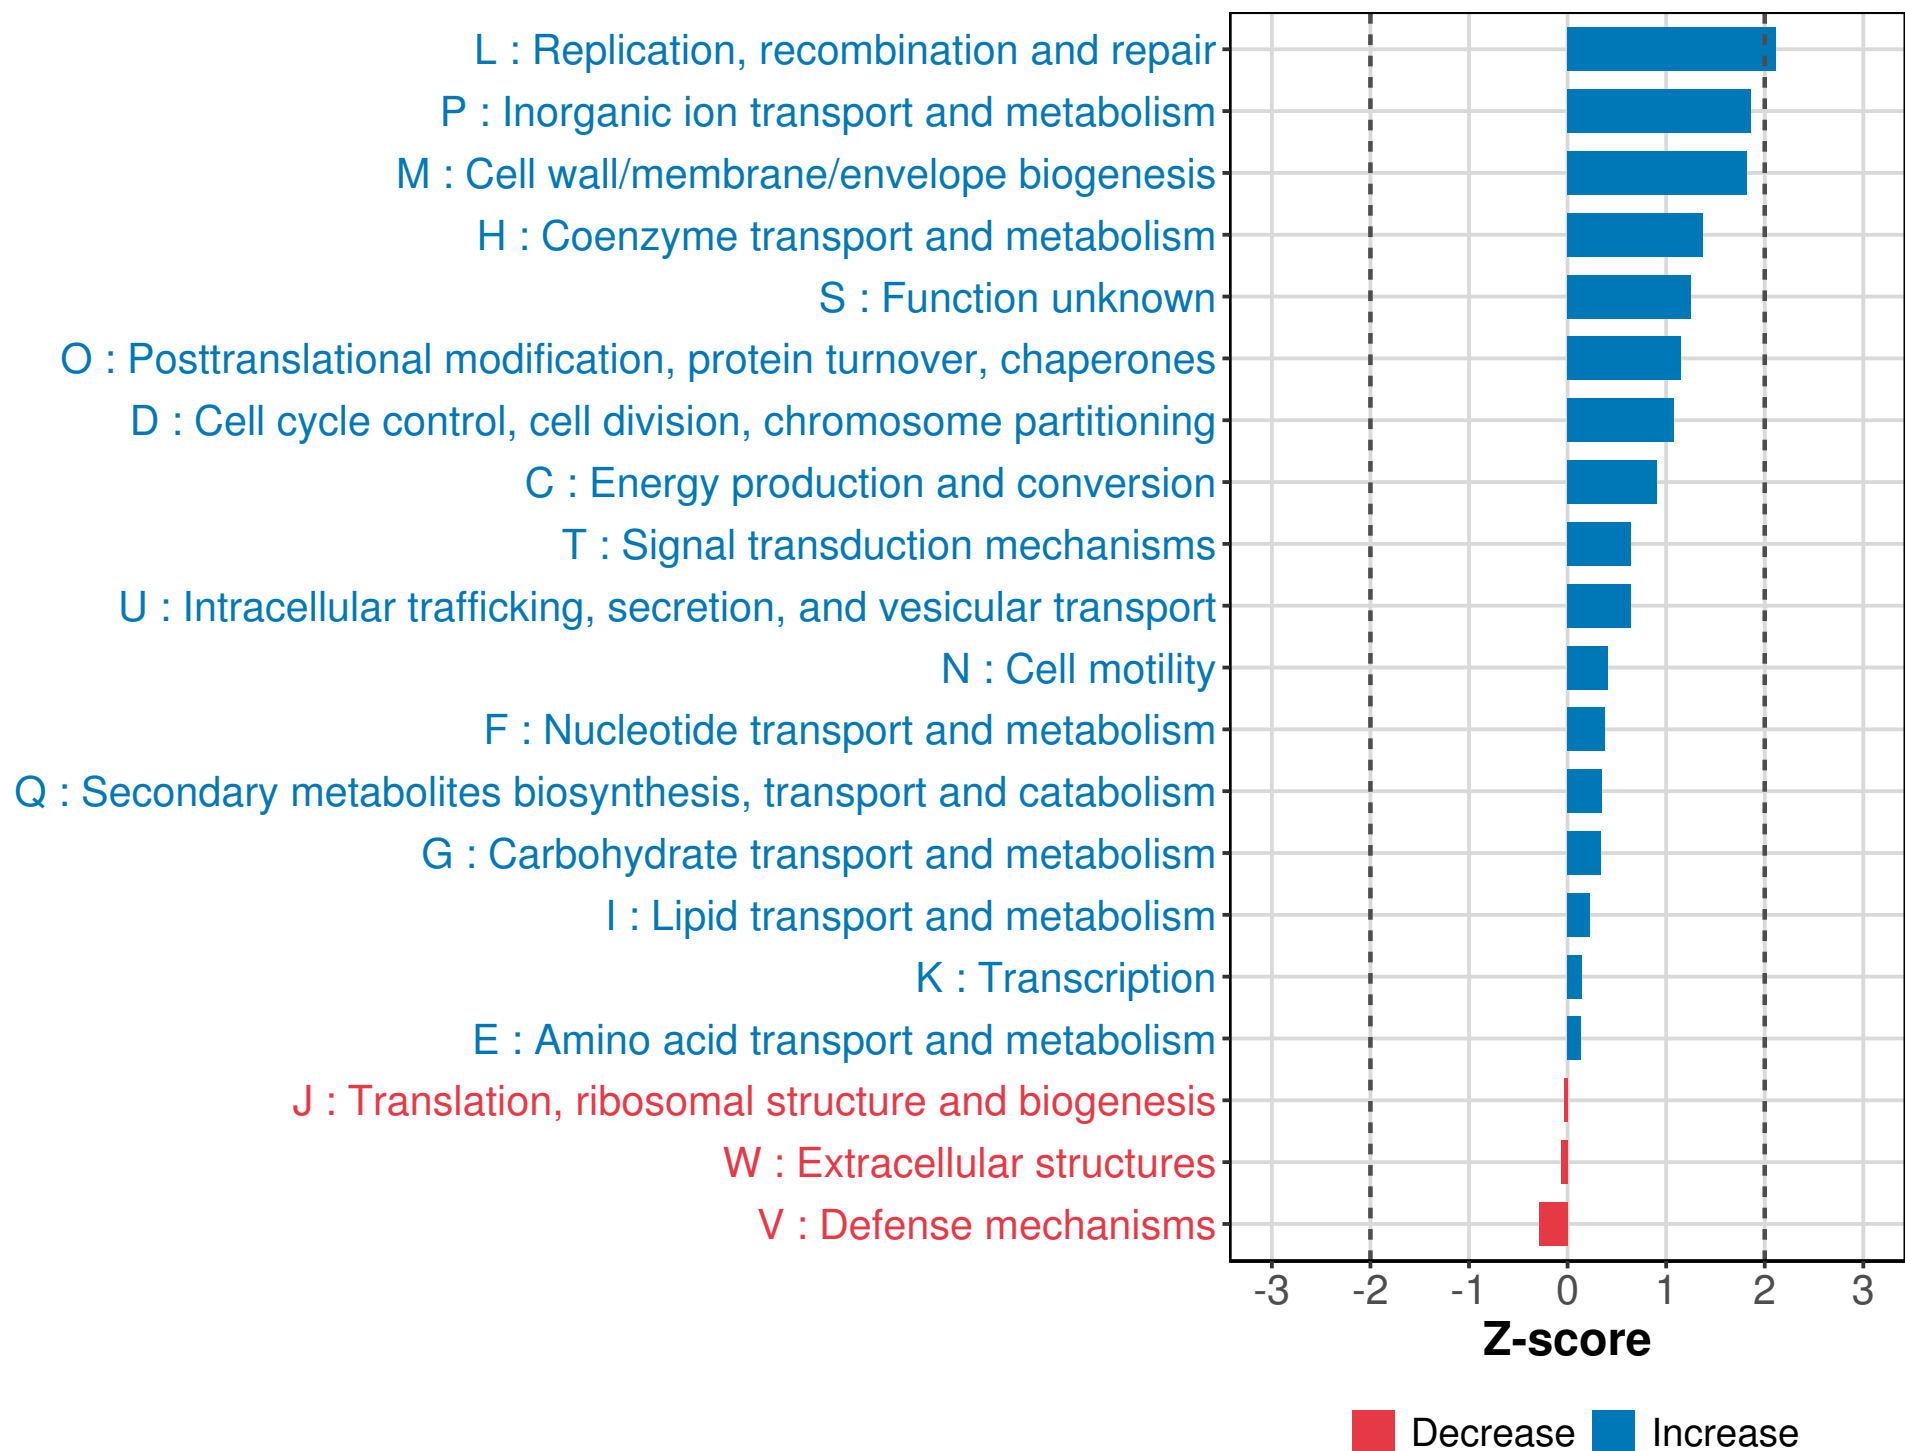 L : Replication, recombination and repair
P : Inorganic ion transport and metabolism
M : Cell wall/membrane/envelope biogenesis
H : Coenzyme transport and metabolism
S : Function unknown
O : Posttranslational modification, protein turnover, chaperones
D : Cell cycle control, cell division, chromosome partitioning
C : Energy production and conversion
T : Signal transduction mechanisms
U : Intracellular trafficking, secretion, and vesicular transport
N : Cell motility
F : Nucleotide transport and metabolism
Q : Secondary metabolites biosynthesis, transport and catabolism
G : Carbohydrate transport and metabolism
I : Lipid transport and metabolism
K : Transcription
E : Amino acid transport and metabolism
J : Translation, ribosomal structure and biogenesis
W : Extracellular structures
V : Defense mechanisms
-3 -2 -1 0 1 2 3
Z-score
Decrease Increase